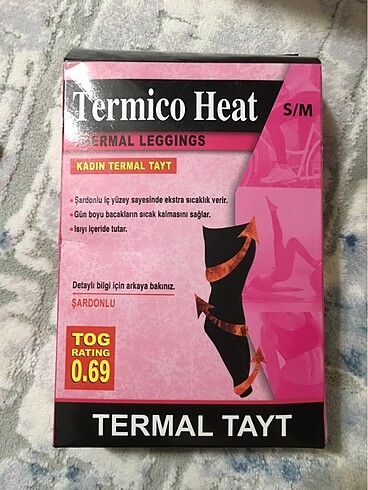 Termico Heat
S/M
THERMAL LEGGINGS
KADIN TERMAL TAYT
• Şardonlu iç yüzey sayesinde ekstra sıcaklık verir.
• Gün boyu bacakların sıcak kalmasını sağlar.
• Isıyı içeride tutar.
Detaylı bilgi için arkaya bakınız.
ŞARDONLU
TOG
RATING
0.69
TERMAL TAYT